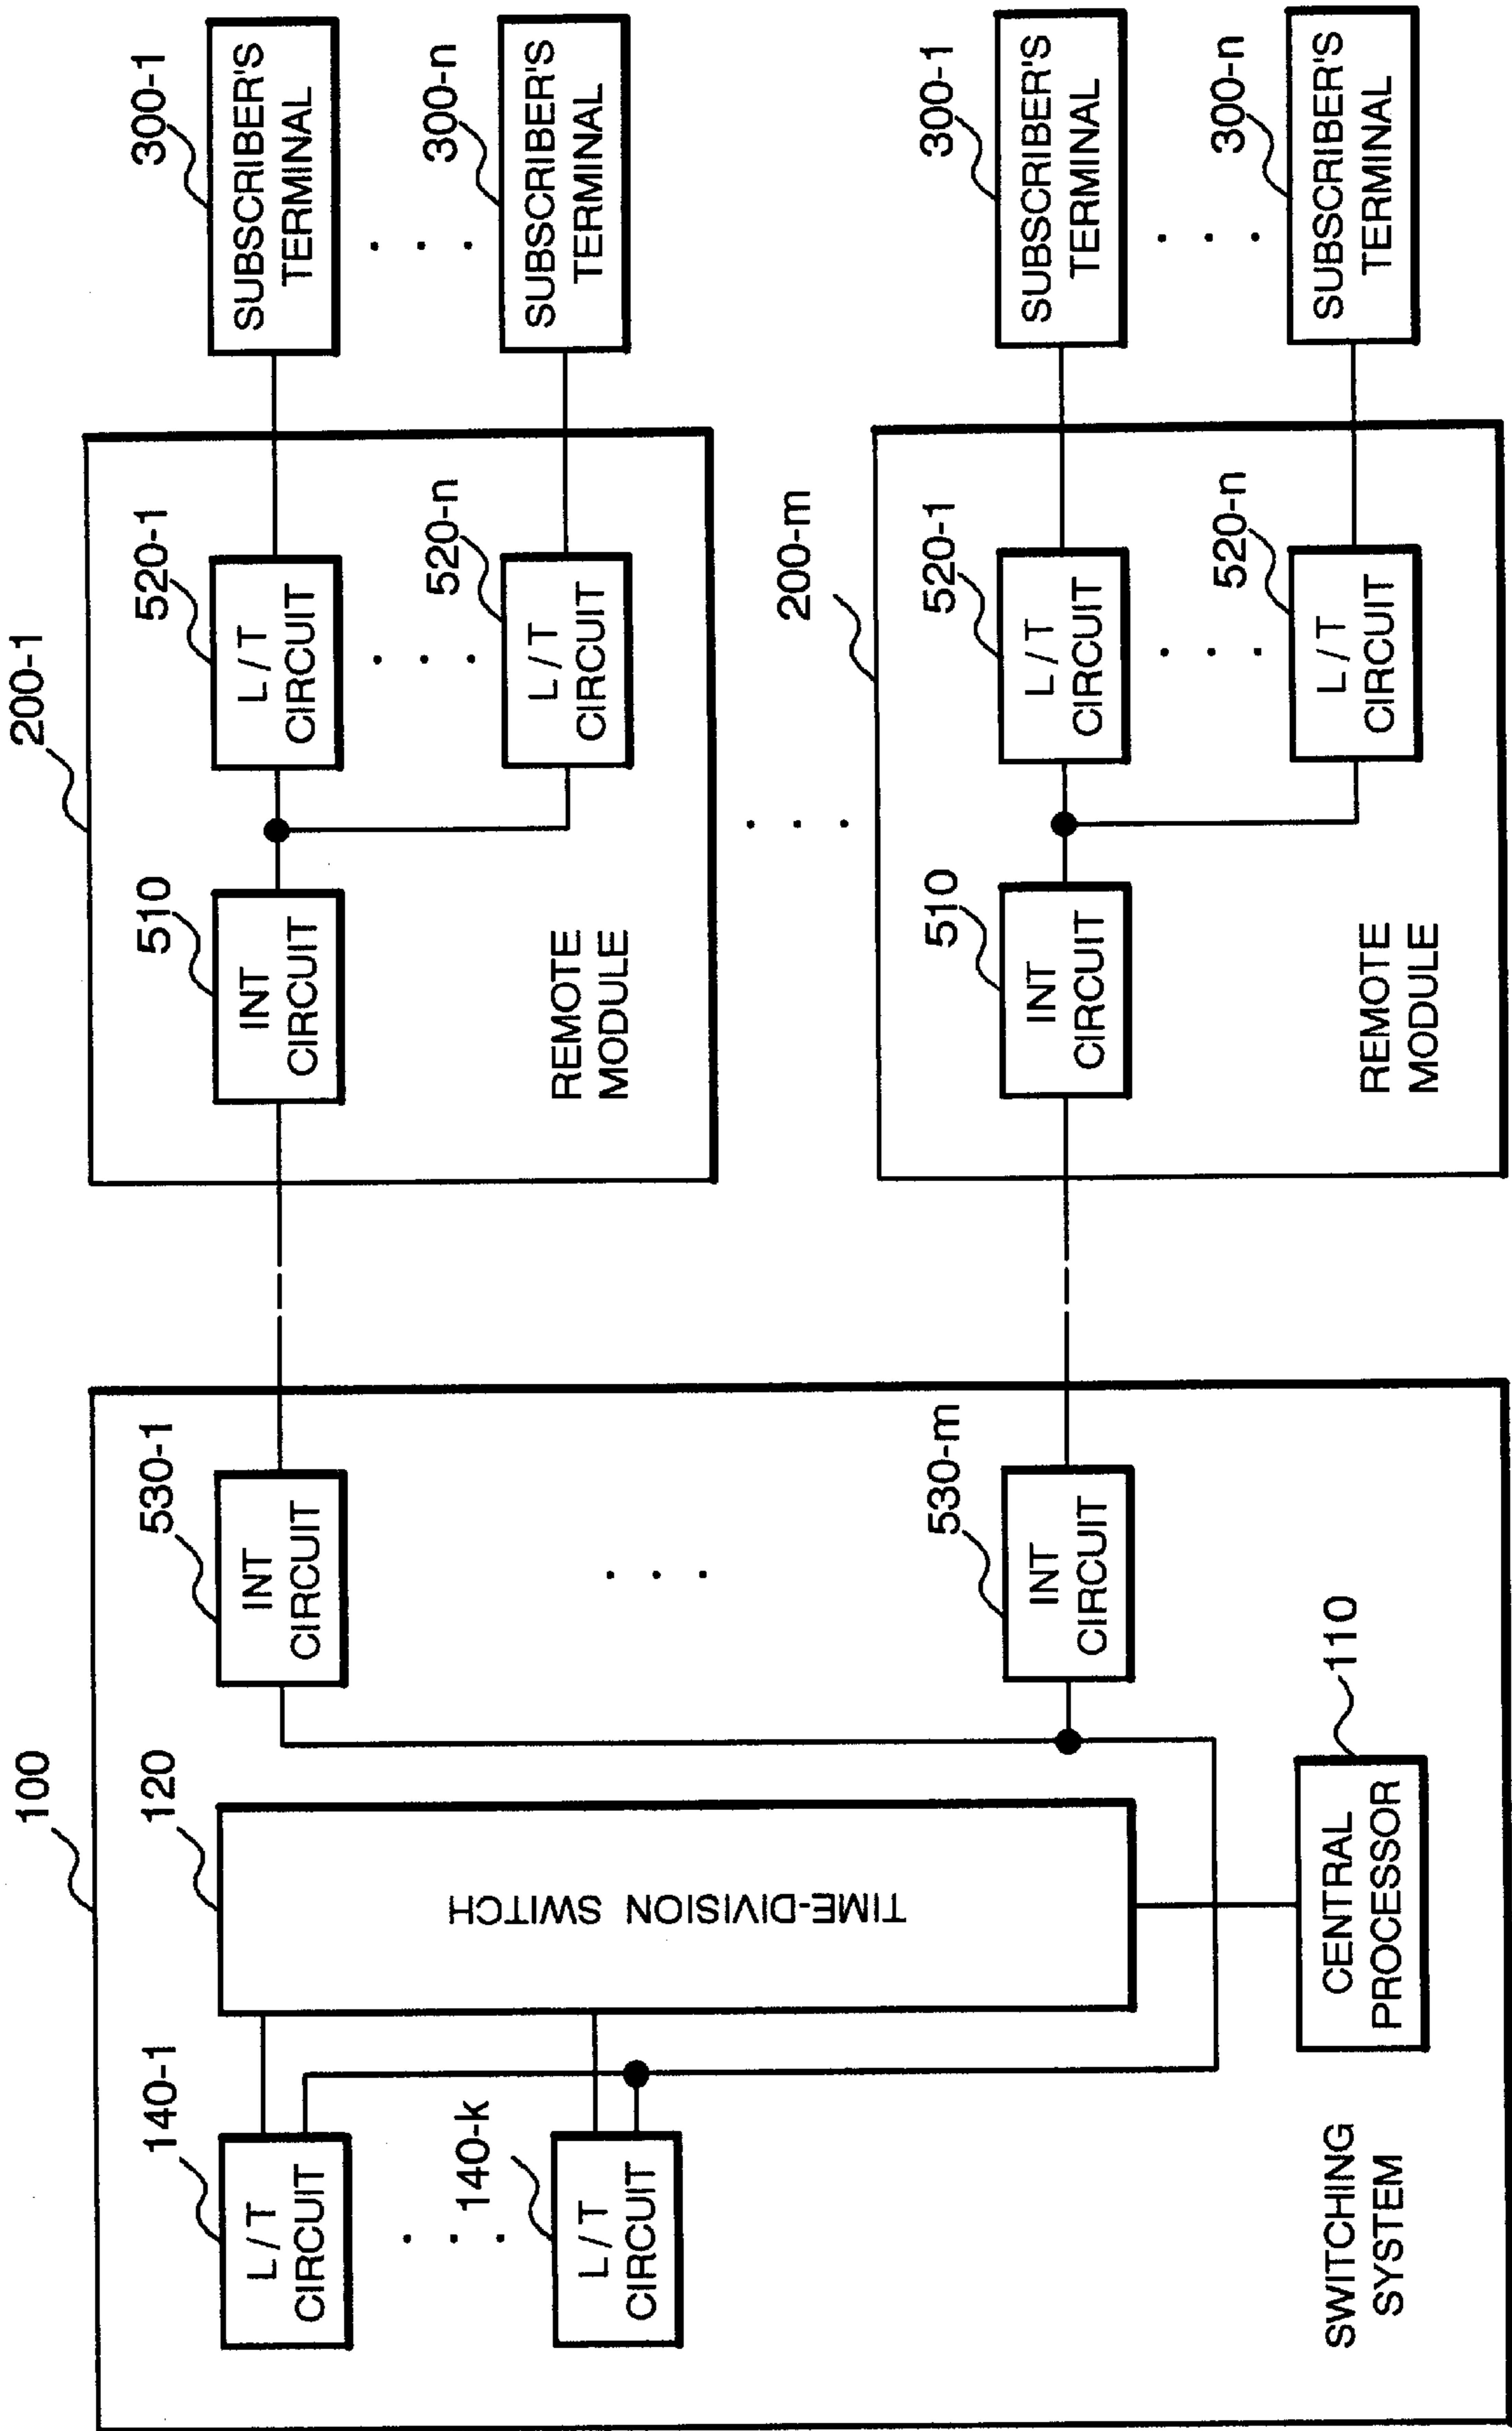 100
140-1
L / T
CIRCUIT
. . .
140-k
L / T
CIRCUIT
120
TIME-DIVISION SWITCH
530-1
INT
CIRCUIT
. . .
530-m
INT
CIRCUIT
110
CENTRAL
PROCESSOR
SWITCHING
SYSTEM
200-1
510
INT
CIRCUIT
520-1
L / T
CIRCUIT
. . .
520-n
L / T
CIRCUIT
REMOTE
MODULE
300-1
SUBSCRIBER'S
TERMINAL
. . .
300-n
SUBSCRIBER'S
TERMINAL
. . .
200-m
510
INT
CIRCUIT
520-1
L / T
CIRCUIT
. . .
520-n
L / T
CIRCUIT
REMOTE
MODULE
300-1
SUBSCRIBER'S
TERMINAL
. . .
300-n
SUBSCRIBER'S
TERMINAL